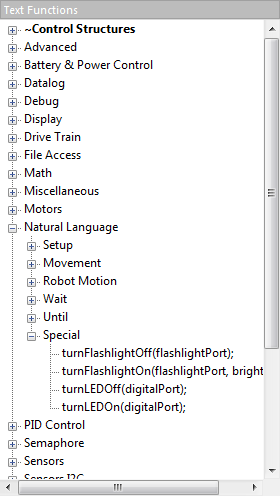 Text Functions
~Control Structures
Advanced
Battery & Power Control
Datalog
Debug
Display
Drive Train
File Access
Math
Miscellaneous
Motors
Natural Language
Setup
Movement
Robot Motion
Wait
Until
Special
turnFlashlightOff(flashlightPort);
turnFlashlightOn(flashlightPort, bright
turnLEDOff(digitalPort);
turnLEDOn(digitalPort);
PID Control
Semaphore
Sensors
Sensors I2C